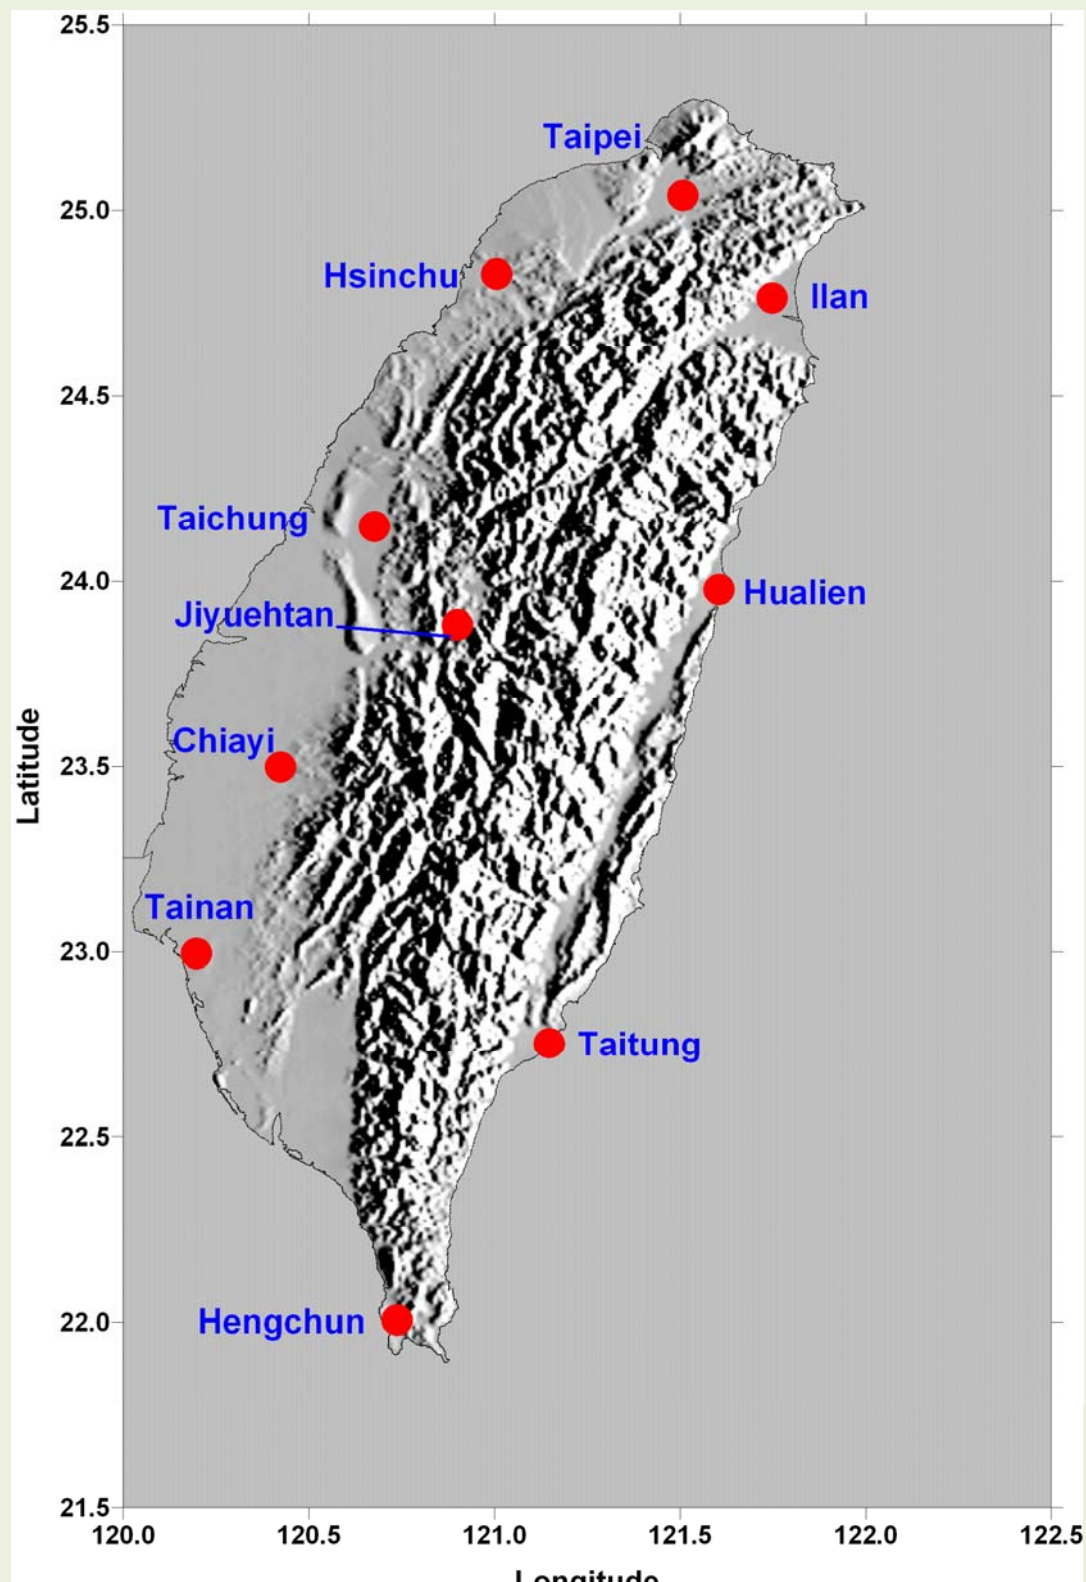 25.5
Taipei
25.0
Hsinchu
Ilan
24.5
Taichung
24.0
Hualien
Jiyuehtan
Chiayi
23.5
Latitude
Tainan
23.0
Taitung
22.5
Hengchun
22.0
21.5
120.0 120.5 121.0 121.5 122.0 122.5
Longitude